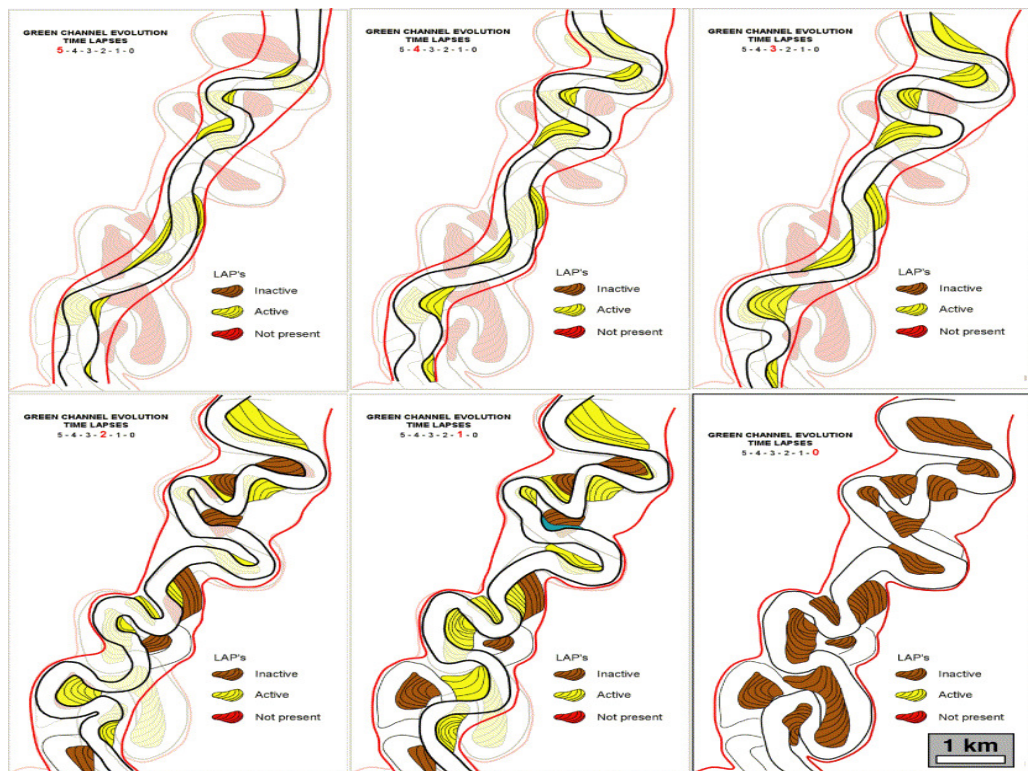 GREEN CHANNEL EVOLUTION
TIME LAPSES
5 - 4 - 3 - 2 - 1 - 0
LAP's
Inactive
Active
Not present
GREEN CHANNEL EVOLUTION
TIME LAPSES
5 - 4 - 3 - 2 - 1 - 0
LAP's
Inactive
Active
Not present
GREEN CHANNEL EVOLUTION
TIME LAPSES
5 - 4 - 3 - 2 - 1 - 0
LAP's
Inactive
Active
Not present
GREEN CHANNEL EVOLUTION
TIME LAPSES
5 - 4 - 3 - 2 - 1 - 0
LAP's
Inactive
Active
Not present
GREEN CHANNEL EVOLUTION
TIME LAPSES
5 - 4 - 3 - 2 - 1 - 0
LAP's
Inactive
Active
Not present
GREEN CHANNEL EVOLUTION
TIME LAPSES
5 - 4 - 3 - 2 - 1 - 0
LAP's
Inactive
Active
Not present
1 km